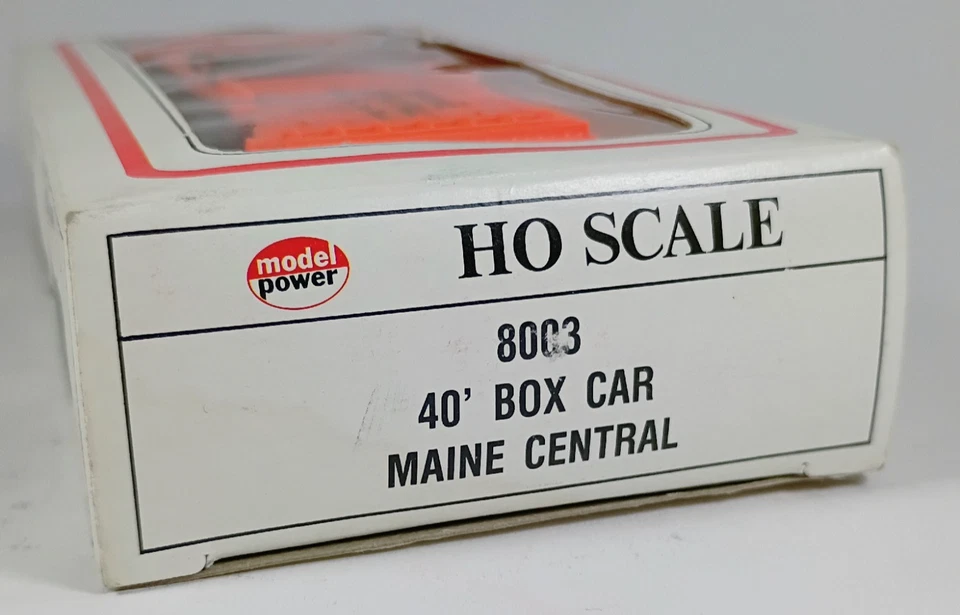 model
power
HO SCALE
8003
40' BOX CAR
MAINE CENTRAL